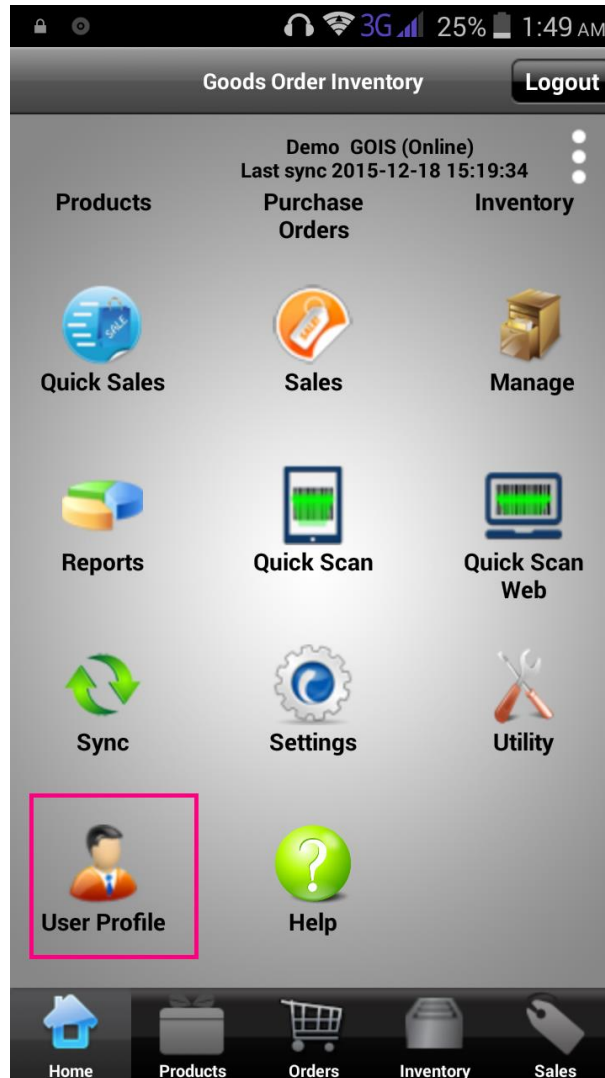 3G 25% 1:49 AM
Goods Order Inventory Logout
Demo GOIS (Online)
Last sync 2015-12-18 15:19:34
Products Purchase Inventory
Orders
SALE SALE!
Quick Sales Sales Manage
Reports Quick Scan Quick Scan
Web
Sync Settings Utility
?
User Profile Help
Home Products Orders Inventory Sales